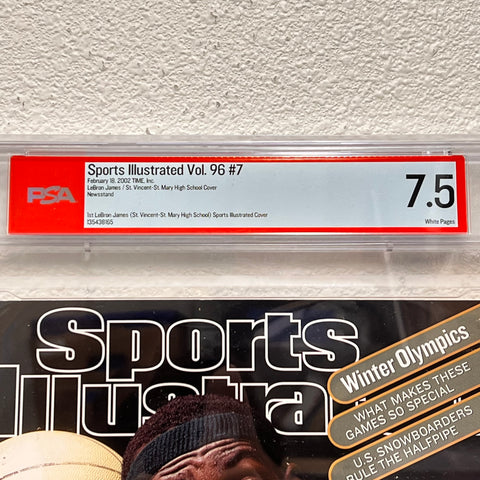 PSA
Sports Illustrated Vol. 96 #7
February 18, 2002 TIME, Inc.
LeBron James / St. Vincent-St. Mary High School Cover
Newsstand
1st LeBron James (St. Vincent-St. Mary High School) Sports Illustrated Cover
135438165
7.5
White Pages
Sports
Illustra
Winter Olympics
WHAT MAKES THESE
GAMES SO SPECIAL
U.S. SNOWBOARDERS
RULE THE HALFPIPE